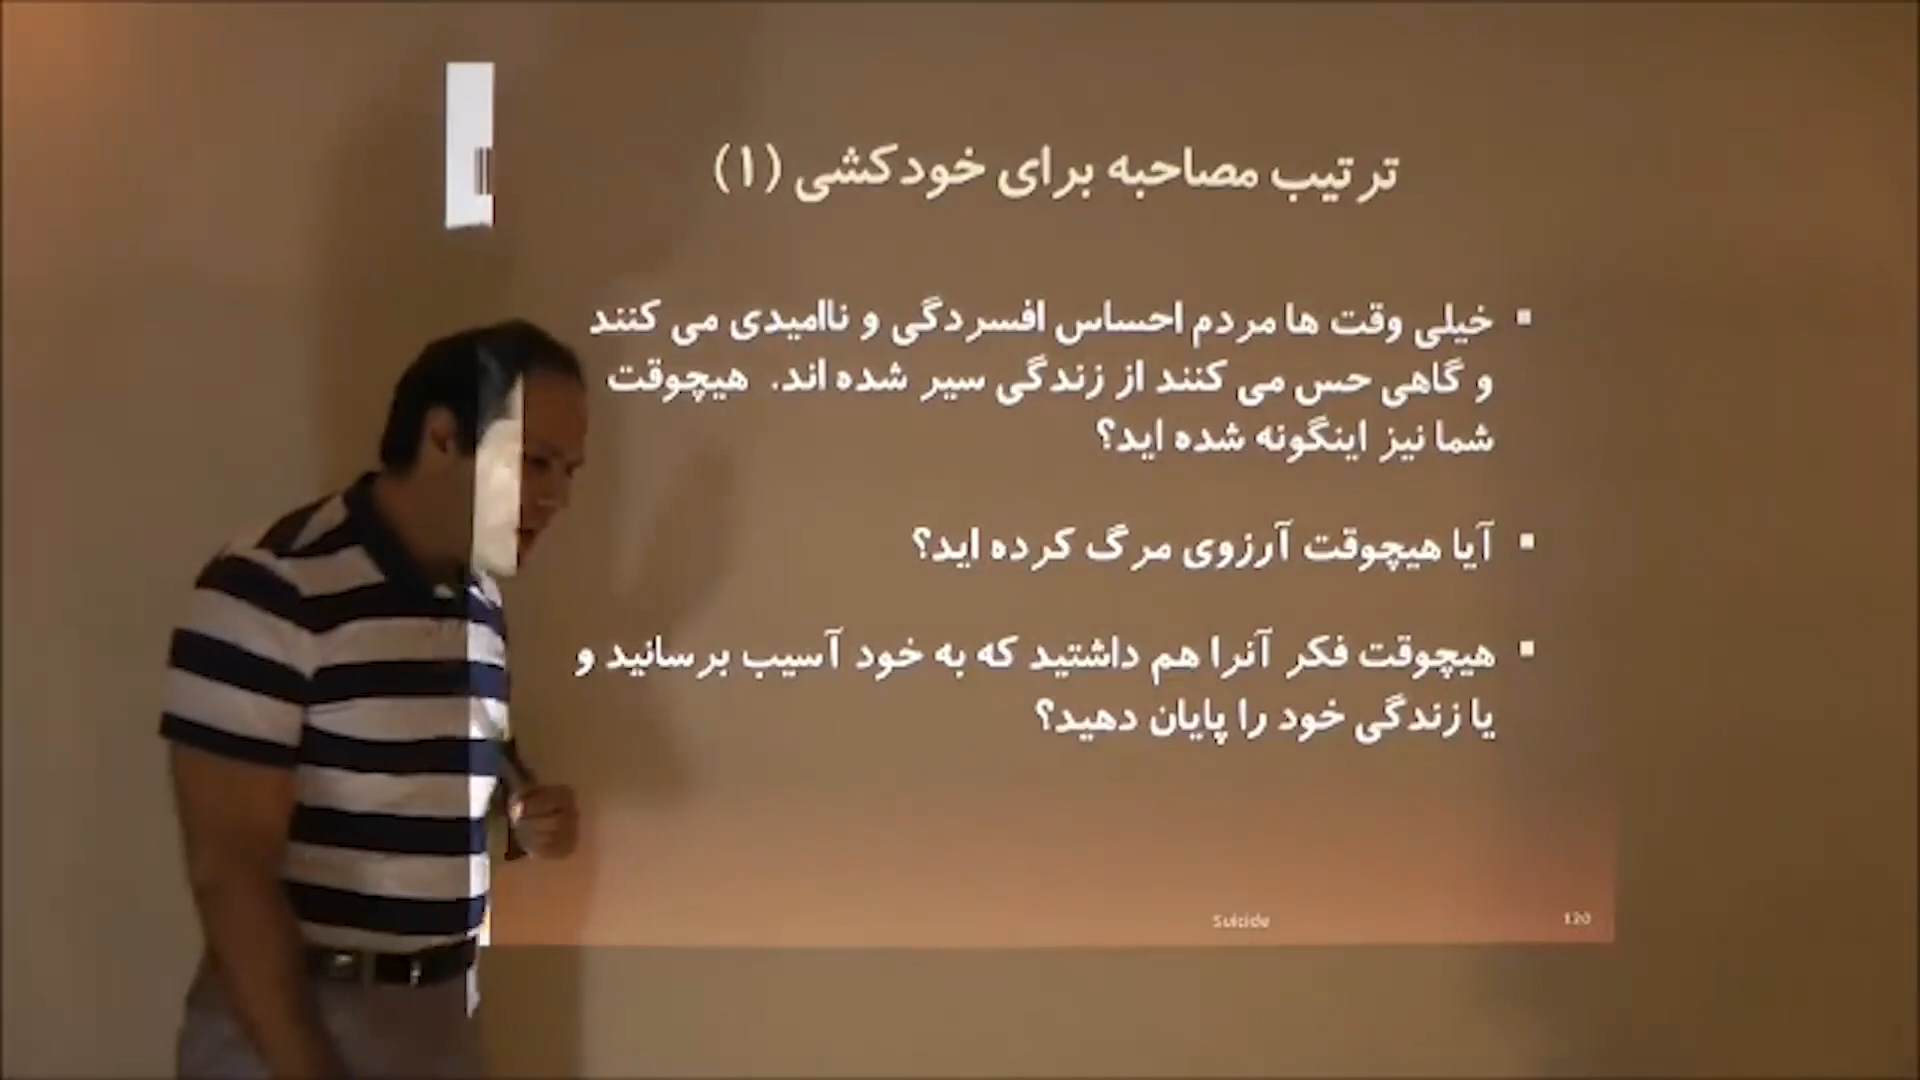 ترتیب مصاحبه برای خودکشی (۱)
▪ خیلی وقت ها مردم احساس افسردگی و ناامیدی می کنند
و گاهی حس می کنند از زندگی سیر شده اند. هیچوقت
شما نیز اینگونه شده اید؟
▪ آیا هیچوقت آرزوی مرگ کرده اید؟
▪ هیچوقت فکر آنرا هم داشتید که به خود آسیب برسانید و
یا زندگی خود را پایان دهید؟
Suicide 120